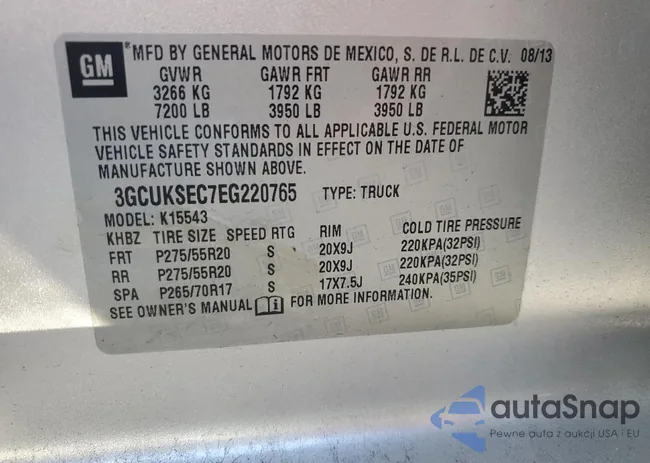 GM ® MFD BY GENERAL MOTORS DE MEXICO, S. DE R.L. DE C.V. 08/13
GVWR GAWR FRT GAWR RR
3266 KG 1792 KG 1792 KG
7200 LB 3950 LB 3950 LB
THIS VEHICLE CONFORMS TO ALL APPLICABLE U.S. FEDERAL MOTOR
VEHICLE SAFETY STANDARDS IN EFFECT ON THE DATE OF
MANUFACTURE SHOWN ABOVE.
3GCUKSEC7EG220765 TYPE: TRUCK
MODEL: K15543
KHBZ TIRE SIZE SPEED RTG RIM COLD TIRE PRESSURE
FRT P275/55R20 S 20X9J 220KPA(32PSI)
RR P275/55R20 S 20X9J 220KPA(32PSI)
SPA P265/70R17 S 17X7.5J 240KPA(35PSI)
SEE OWNER'S MANUAL FOR MORE INFORMATION.
autoSnap
Pewne auta z aukcji USA i EU